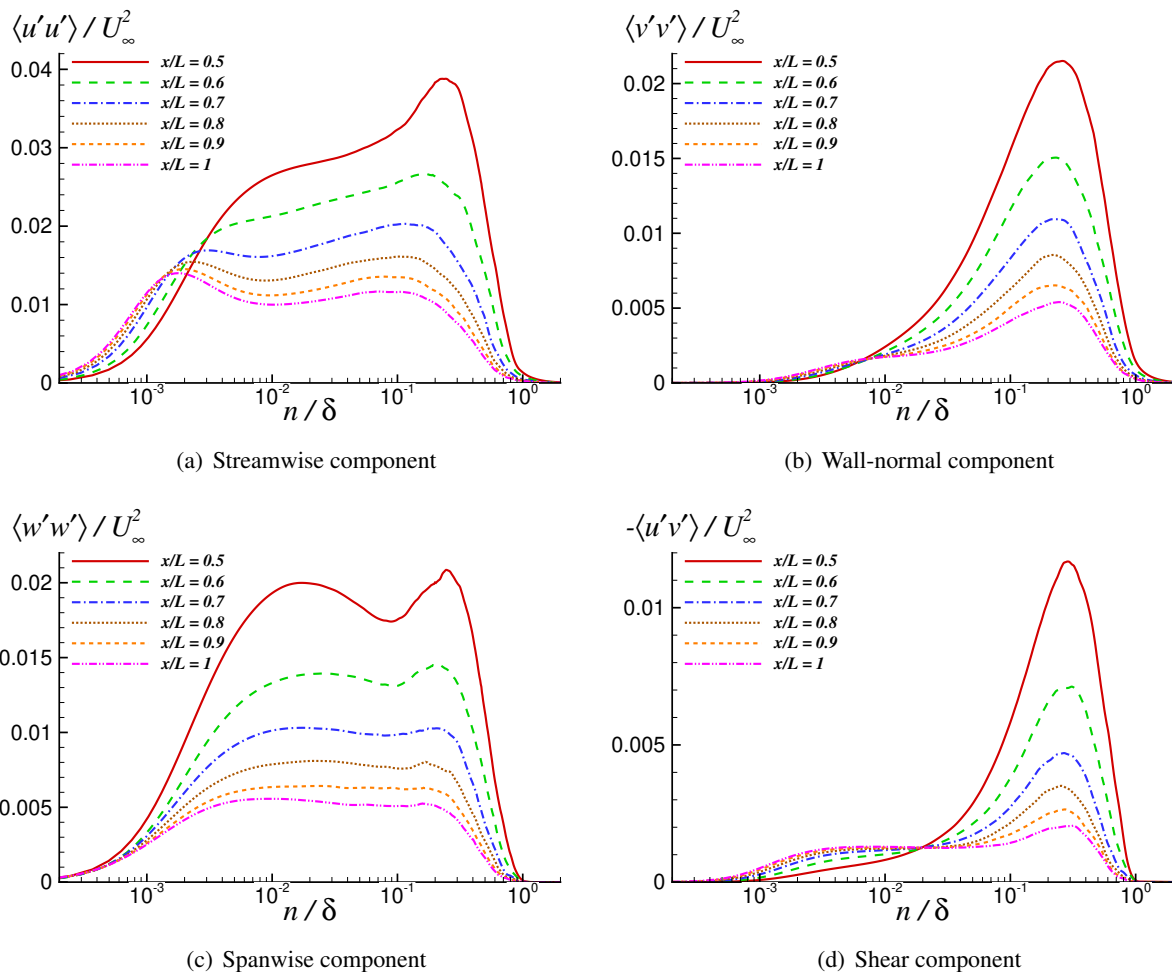 ⟨u′u′⟩ / U∞²
0.04
0.03
0.02
0.01
0
x/L = 0.5
x/L = 0.6
x/L = 0.7
x/L = 0.8
x/L = 0.9
x/L = 1
10⁻³ 10⁻² 10⁻¹ 10⁰
n / δ
(a) Streamwise component
⟨v′v′⟩ / U∞²
0.02
0.015
0.01
0.005
0
x/L = 0.5
x/L = 0.6
x/L = 0.7
x/L = 0.8
x/L = 0.9
x/L = 1
10⁻³ 10⁻² 10⁻¹ 10⁰
n / δ
(b) Wall-normal component
⟨w′w′⟩ / U∞²
0.02
0.015
0.01
0.005
0
x/L = 0.5
x/L = 0.6
x/L = 0.7
x/L = 0.8
x/L = 0.9
x/L = 1
10⁻³ 10⁻² 10⁻¹ 10⁰
n / δ
(c) Spanwise component
-⟨u′v′⟩ / U∞²
0.01
0.005
0
x/L = 0.5
x/L = 0.6
x/L = 0.7
x/L = 0.8
x/L = 0.9
x/L = 1
10⁻³ 10⁻² 10⁻¹ 10⁰
n / δ
(d) Shear component